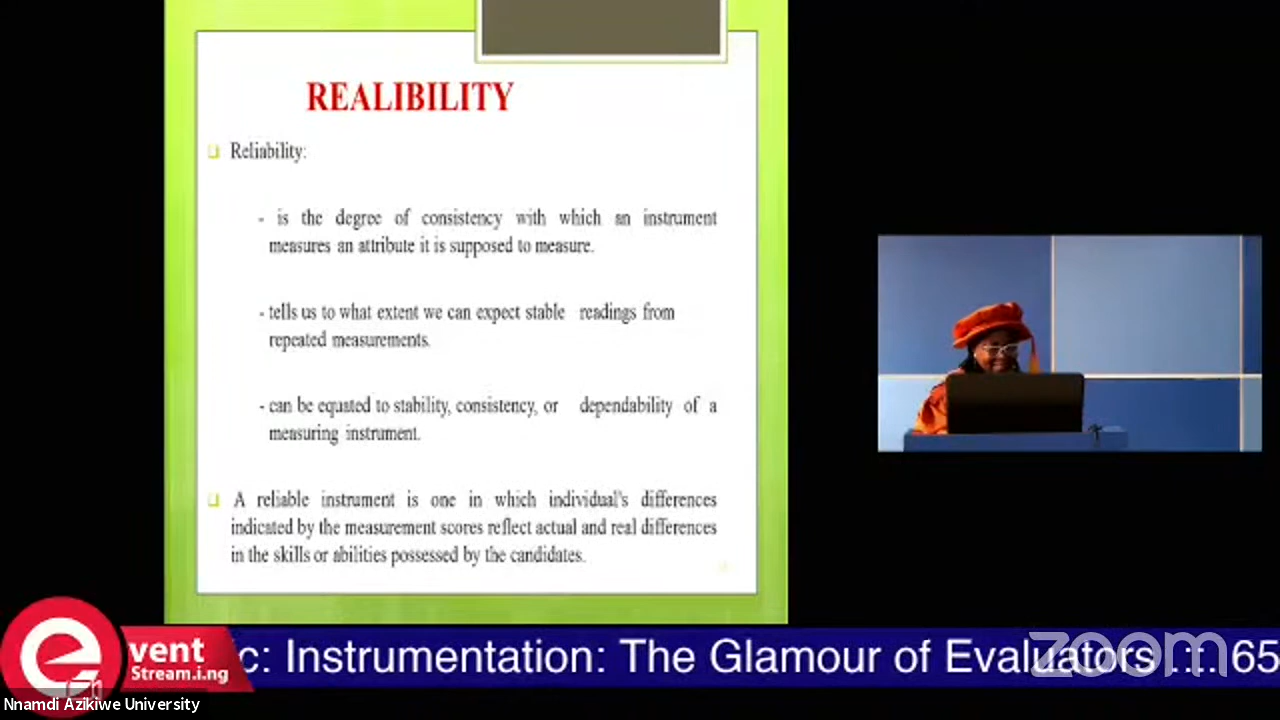 REALIBILITY
Reliability:
- is the degree of consistency with which an instrument
measures an attribute it is supposed to measure.
- tells us to what extent we can expect stable readings from
repeated measurements.
- can be equated to stability, consistency, or dependability of a
measuring instrument.
A reliable instrument is one in which individual's differences
indicated by the measurement scores reflect actual and real differences
in the skills or abilities possessed by the candidates.
event
Stream.i.ng
c: Instrumentation: The Glamour of Evaluators
65
zoom
Nnamdi Azikiwe University